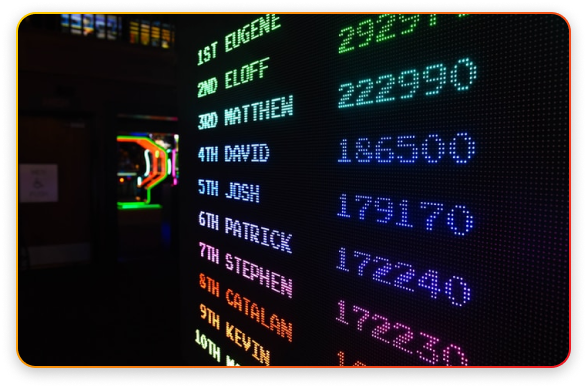 1ST EUGENE
2ND ELOFF
3RD MATTHEW 222990
4TH DAVID 186500
5TH JOSH 179170
6TH PATRICK 172240
7TH STEPHEN 172230
8TH CATALAN
9TH KEVIN
10TH